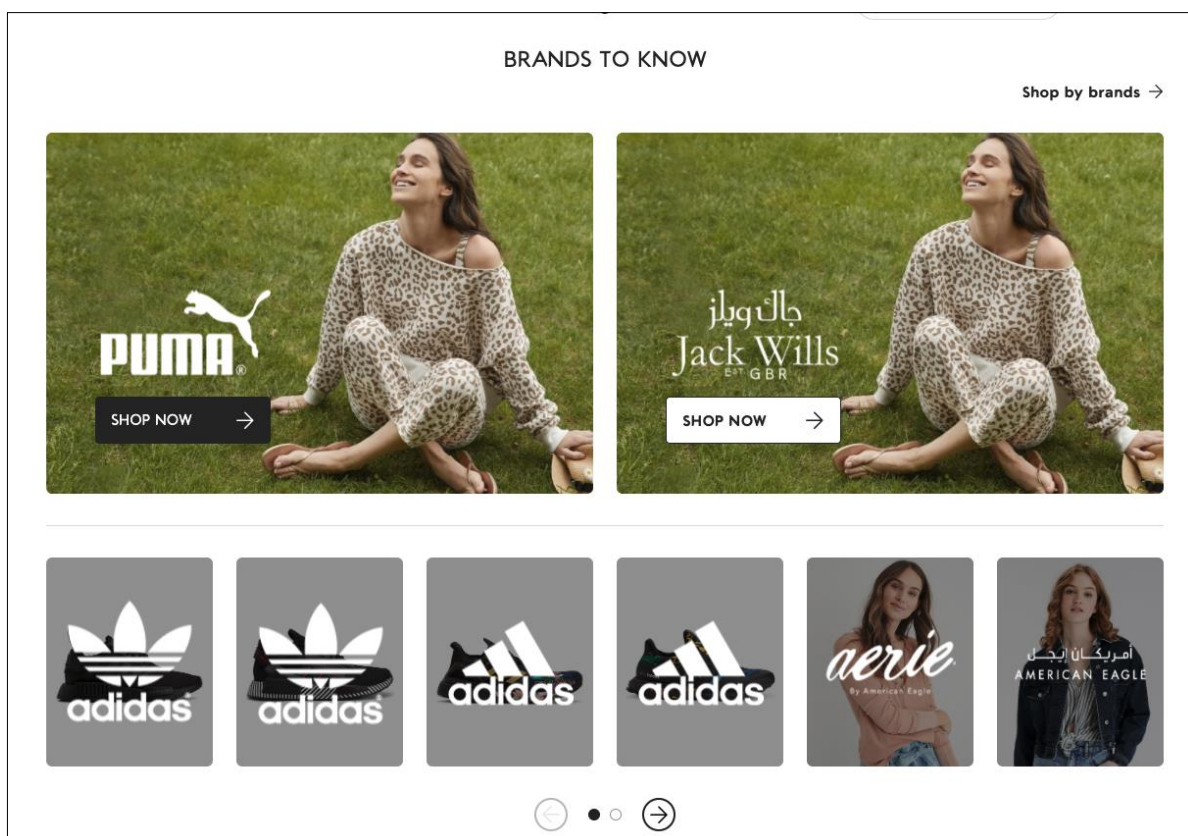 BRANDS TO KNOW
Shop by brands →
PUMA®
SHOP NOW →
جاك ويلز
Jack Wills
EST. GBR
SHOP NOW →
adidas
adidas
adidas
adidas
aerie
By American Eagle
أمريكان إيجل
AMERICAN EAGLE